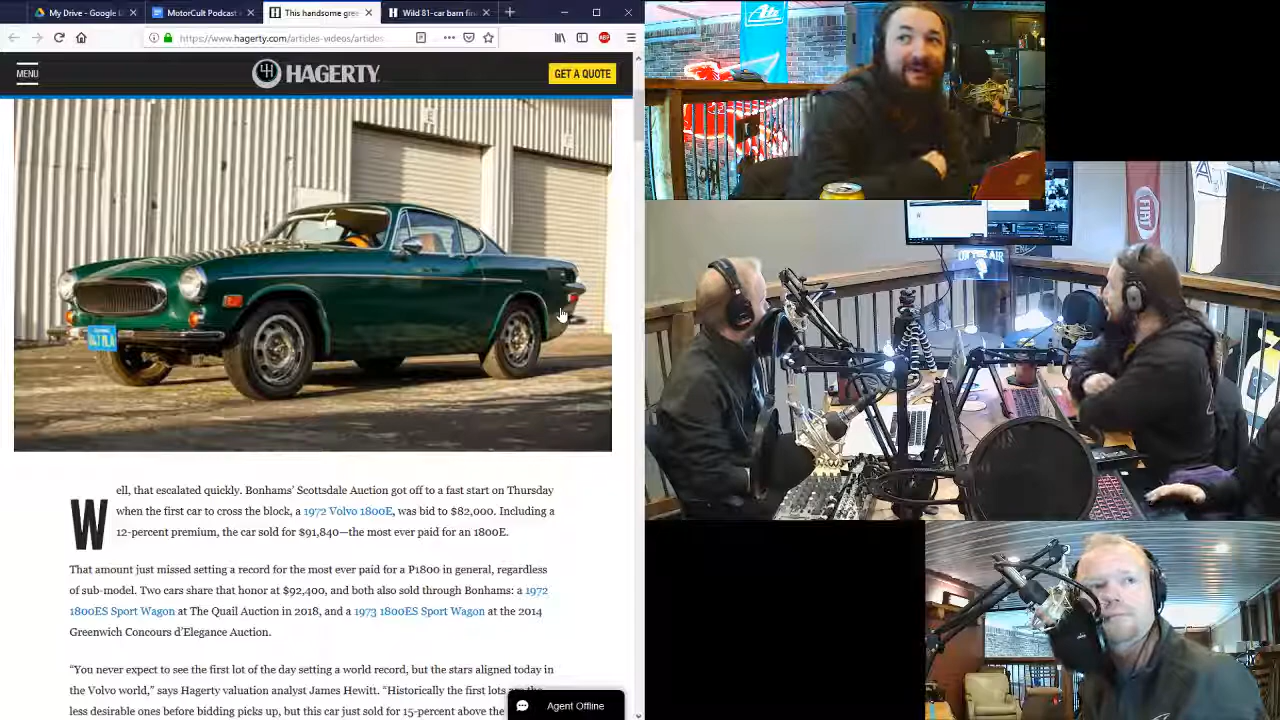 My Drive - Google
MotorCult Podcast
This handsome gree
Wild 81-car barn fin
https://www.hagerty.com/articles-videos/articles
MENU
HAGERTY
GET A QUOTE
Well, that escalated quickly. Bonhams' Scottsdale Auction got off to a fast start on Thursday
when the first car to cross the block, a 1972 Volvo 1800E, was bid to $82,000. Including a
12-percent premium, the car sold for $91,840—the most ever paid for an 1800E.
That amount just missed setting a record for the most ever paid for a P1800 in general, regardless
of sub-model. Two cars share that honor at $92,400, and both also sold through Bonhams: a 1972
1800ES Sport Wagon at The Quail Auction in 2018, and a 1973 1800ES Sport Wagon at the 2014
Greenwich Concours d'Elegance Auction.
"You never expect to see the first lot of the day setting a world record, but the stars aligned today in
the Volvo world," says Hagerty valuation analyst James Hewitt. "Historically the first lots are the
less desirable ones before bidding picks up, but this car just sold for 15-percent above the
Agent Offline
ON THE AIR
FIAT